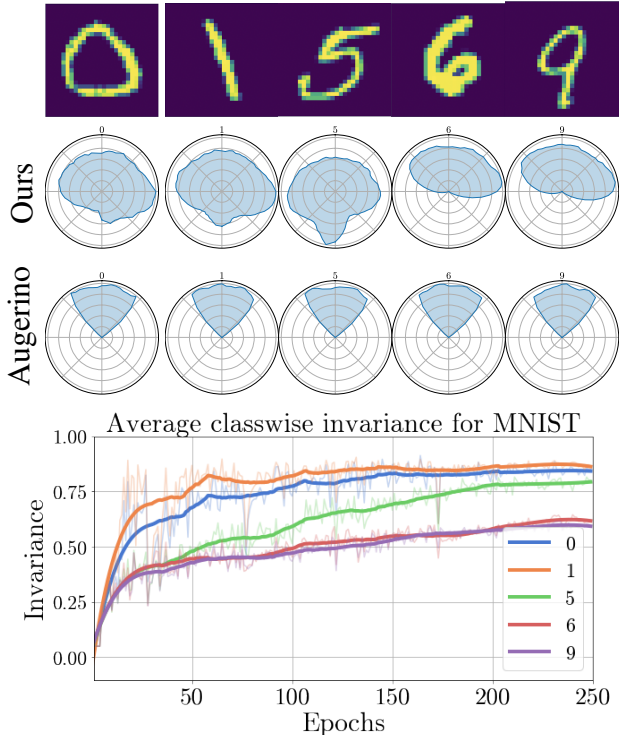 0 1 5 6 9
Ours
0 1 5 6 9
Augerino
Average classwise invariance for MNIST
1.00
0.75
0.50
0.25
0.00
Invariance
0
1
5
6
9
50 100 150 200 250
Epochs